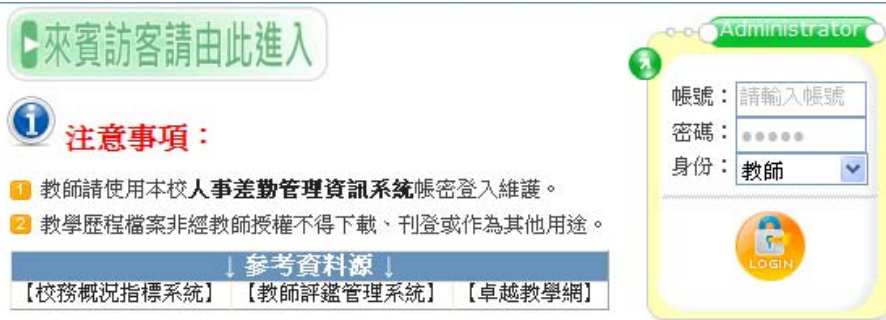 來賓訪客請由此進入
注意事項：
1 教師請使用本校人事差勤管理資訊系統帳密登入維護。
2 教學歷程檔案非經教師授權不得下載、刊登或作為其他用途。
↓ 參考資料源 ↓
【校務概況指標系統】 【教師評鑑管理系統】 【卓越教學網】
Administrator
帳號： 請輸入帳號
密碼： ●●●●●
身份： 教師
LOGIN